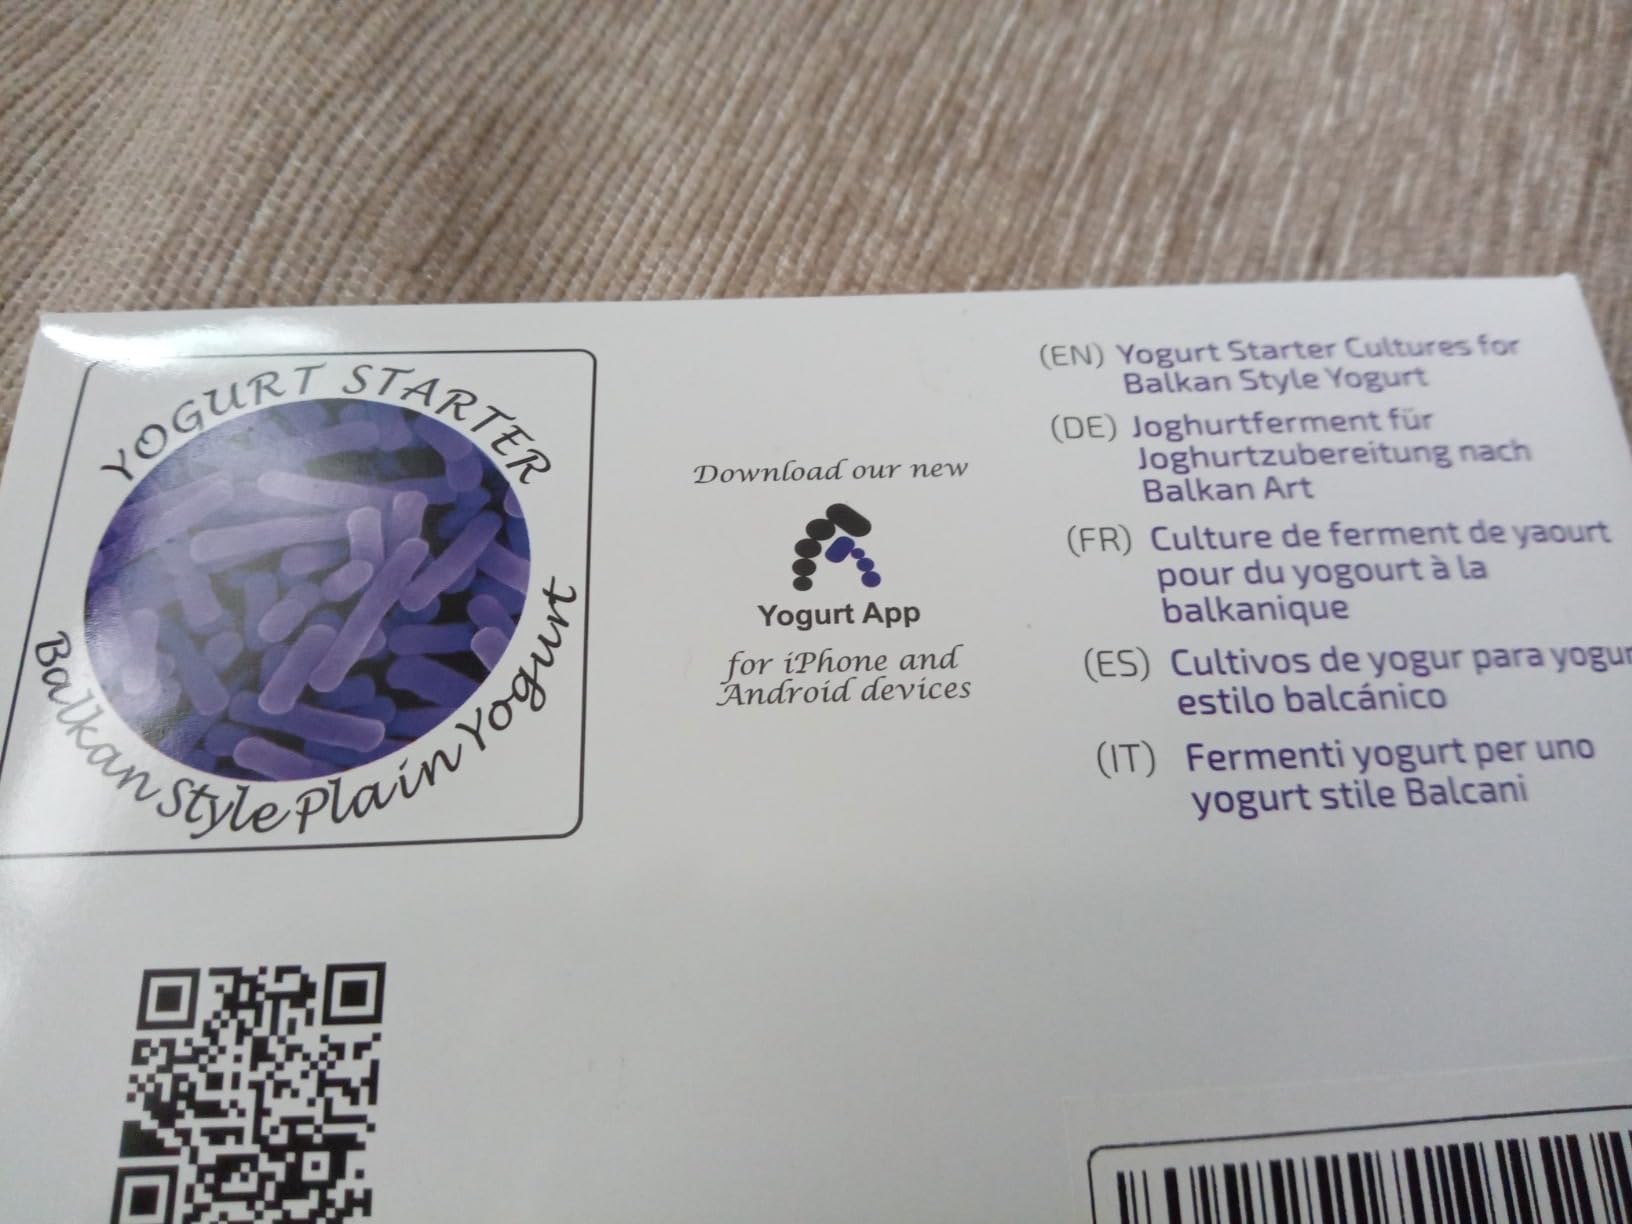 YOGURT STARTER
Balkan Style Plain Yogurt
Download our new
Yogurt App
for iPhone and
Android devices
(EN) Yogurt Starter Cultures for
Balkan Style Yogurt
(DE) Joghurtferment für
Joghurtzubereitung nach
Balkan Art
(FR) Culture de ferment de yaourt
pour du yogourt à la
balkanique
(ES) Cultivos de yogur para yogur
estilo balcánico
(IT) Fermenti yogurt per uno
yogurt stile Balcani